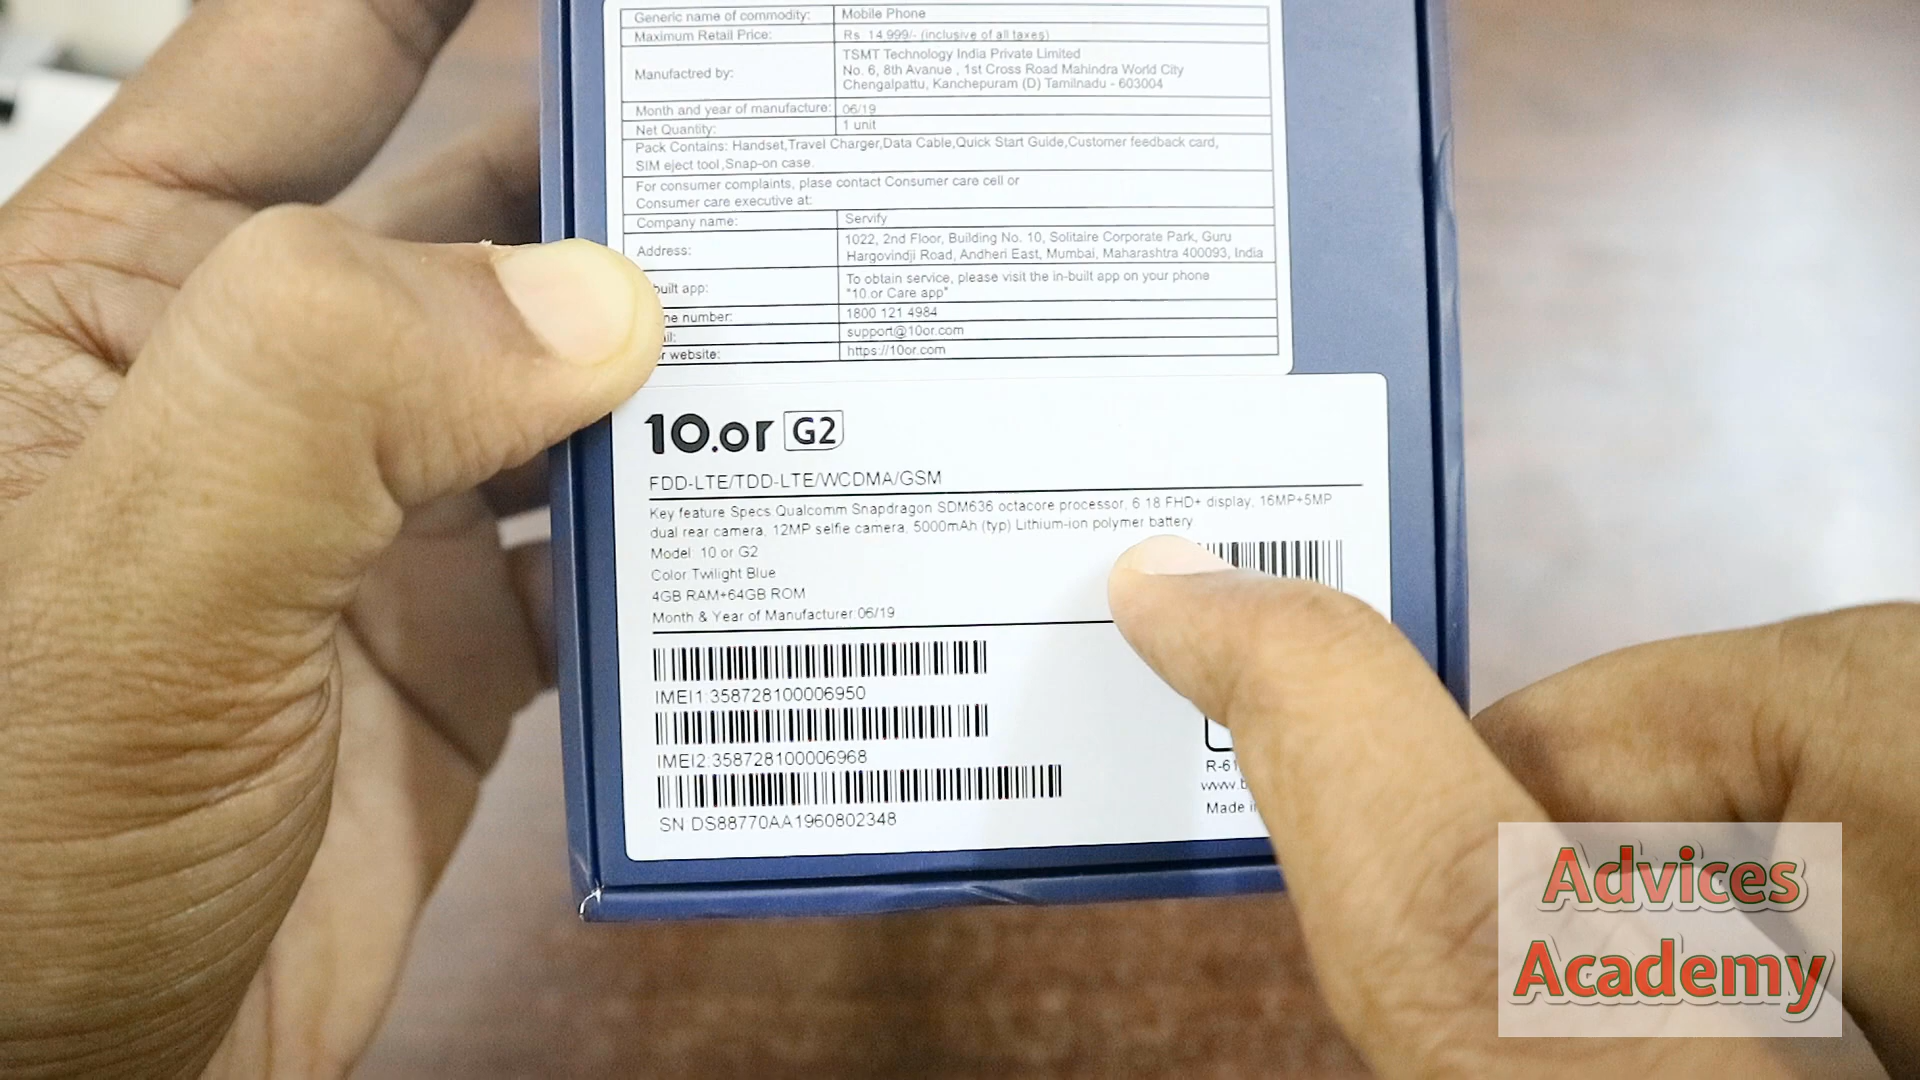 Generic name of commodity: Mobile Phone
Maximum Retail Price: Rs 14,999/- (inclusive of all taxes)
Manufactred by: TSMT Technology India Private Limited
No. 6, 8th Avanue , 1st Cross Road Mahindra World City
Chengalpattu, Kanchepuram (D) Tamilnadu - 603004
Month and year of manufacture: 06/19
Net Quantity: 1 unit
Pack Contains: Handset,Travel Charger,Data Cable,Quick Start Guide,Customer feedback card,
SIM eject tool,Snap-on case.
For consumer complaints, plase contact Consumer care cell or
Consumer care executive at:
Company name: Servify
Address: 1022, 2nd Floor, Building No. 10, Solitaire Corporate Park, Guru
Hargovindji Road, Andheri East, Mumbai, Maharashtra 400093, India
built app: To obtain service, please visit the in-built app on your phone
"10.or Care app"
number: 1800 121 4984
support@10or.com
website: https://10or.com
10.or G2
FDD-LTE/TDD-LTE/WCDMA/GSM
Key feature Specs:Qualcomm Snapdragon SDM636 octacore processor, 6.18 FHD+ display, 16MP+5MP
dual rear camera, 12MP selfie camera, 5000mAh (typ) Lithium-ion polymer battery
Model: 10 or G2
Color:Twilight Blue
4GB RAM+64GB ROM
Month & Year of Manufacturer:06/19
IMEI1:358728100006950
IMEI2:358728100006968
SN:DS88770AA1960802348
R-61
www.b
Made i
Advices
Academy